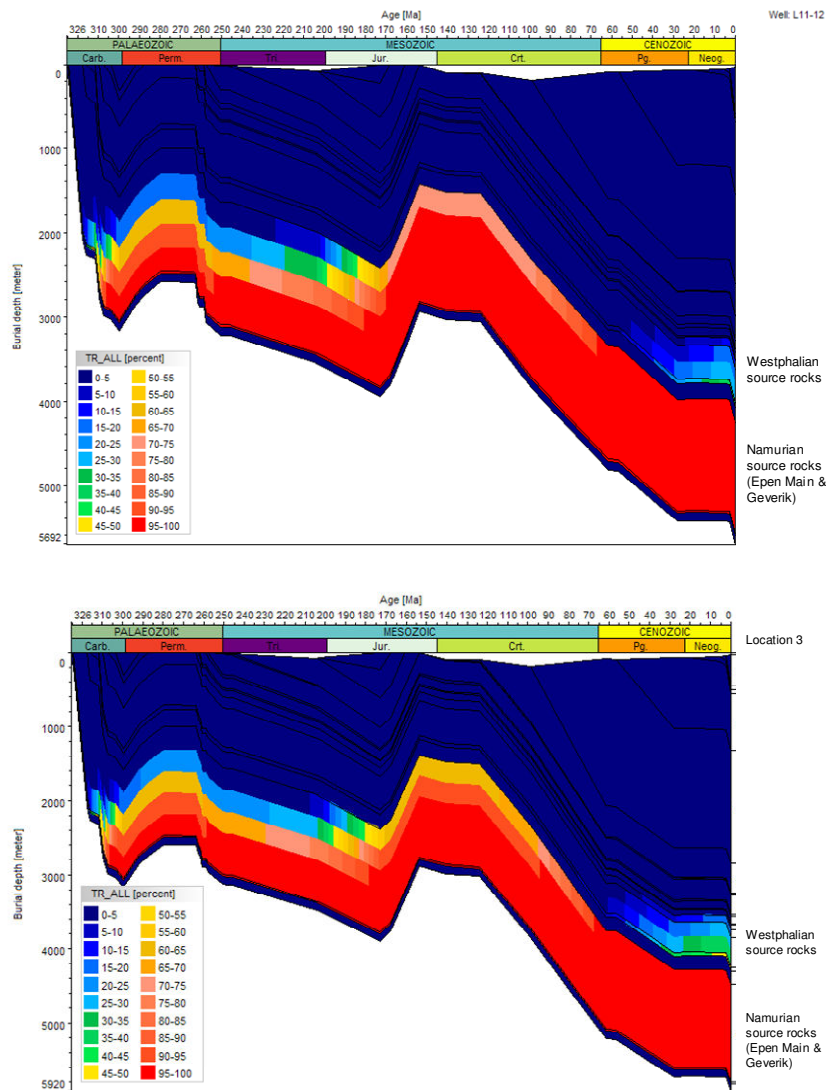 Age [Ma]
Well: L11-12
326 310 300 290 280 270 260 250 240 230 220 210 200 190 180 170 160 150 140 130 120 110 100 90 80 70 60 50 40 30 20 10 0
PALAEOZOIC MESOZOIC CENOZOIC
Carb. Perm. Tri. Jur. Crt. Pg. Neog.
Burial depth [meter]
0
1000
2000
3000
4000
5000
5692
TR_ALL [percent]
0-5 50-55
5-10 55-60
10-15 60-65
15-20 65-70
20-25 70-75
25-30 75-80
30-35 80-85
35-40 85-90
40-45 90-95
45-50 95-100
Westphalian
source rocks
Namurian
source rocks
(Epen Main &
Geverik)
Age [Ma]
326 310 300 290 280 270 260 250 240 230 220 210 200 190 180 170 160 150 140 130 120 110 100 90 80 70 60 50 40 30 20 10 0
PALAEOZOIC MESOZOIC CENOZOIC
Location 3
Carb. Perm. Tri. Jur. Crt. Pg. Neog.
Burial depth [meter]
0
1000
2000
3000
4000
5000
5920
TR_ALL [percent]
0-5 50-55
5-10 55-60
10-15 60-65
15-20 65-70
20-25 70-75
25-30 75-80
30-35 80-85
35-40 85-90
40-45 90-95
45-50 95-100
Westphalian
source rocks
Namurian
source rocks
(Epen Main &
Geverik)